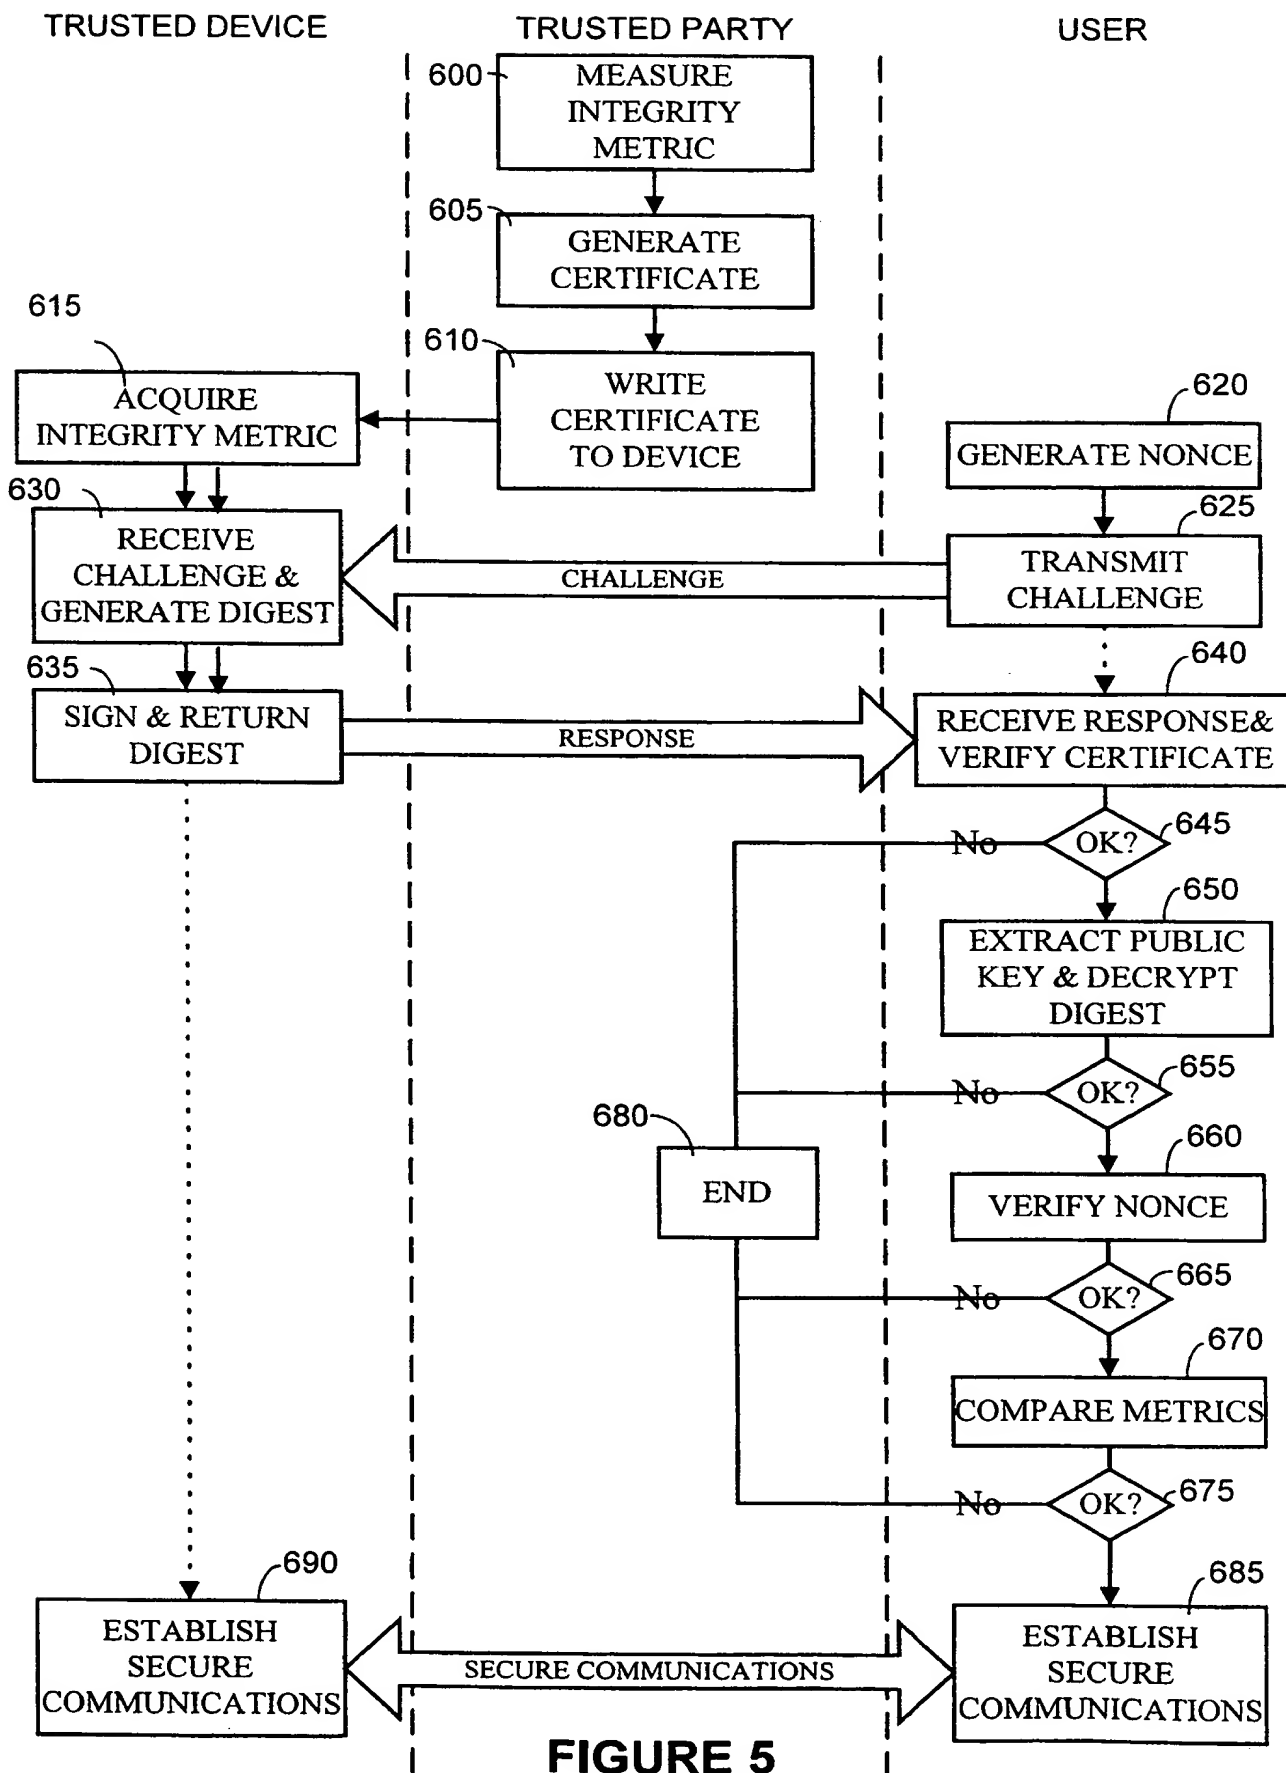 TRUSTED DEVICE
TRUSTED PARTY
USER
600
MEASURE
INTEGRITY
METRIC
605
GENERATE
CERTIFICATE
615
610
ACQUIRE
INTEGRITY METRIC
WRITE
CERTIFICATE
TO DEVICE
620
GENERATE NONCE
630
RECEIVE
CHALLENGE &
GENERATE DIGEST
CHALLENGE
625
TRANSMIT
CHALLENGE
635
SIGN & RETURN
DIGEST
RESPONSE
640
RECEIVE RESPONSE&
VERIFY CERTIFICATE
No
OK?
645
650
EXTRACT PUBLIC
KEY & DECRYPT
DIGEST
No
OK?
655
680
END
660
VERIFY NONCE
No
OK?
665
670
COMPARE METRICS
No
OK?
675
690
ESTABLISH
SECURE
COMMUNICATIONS
SECURE COMMUNICATIONS
685
ESTABLISH
SECURE
COMMUNICATIONS
FIGURE 5